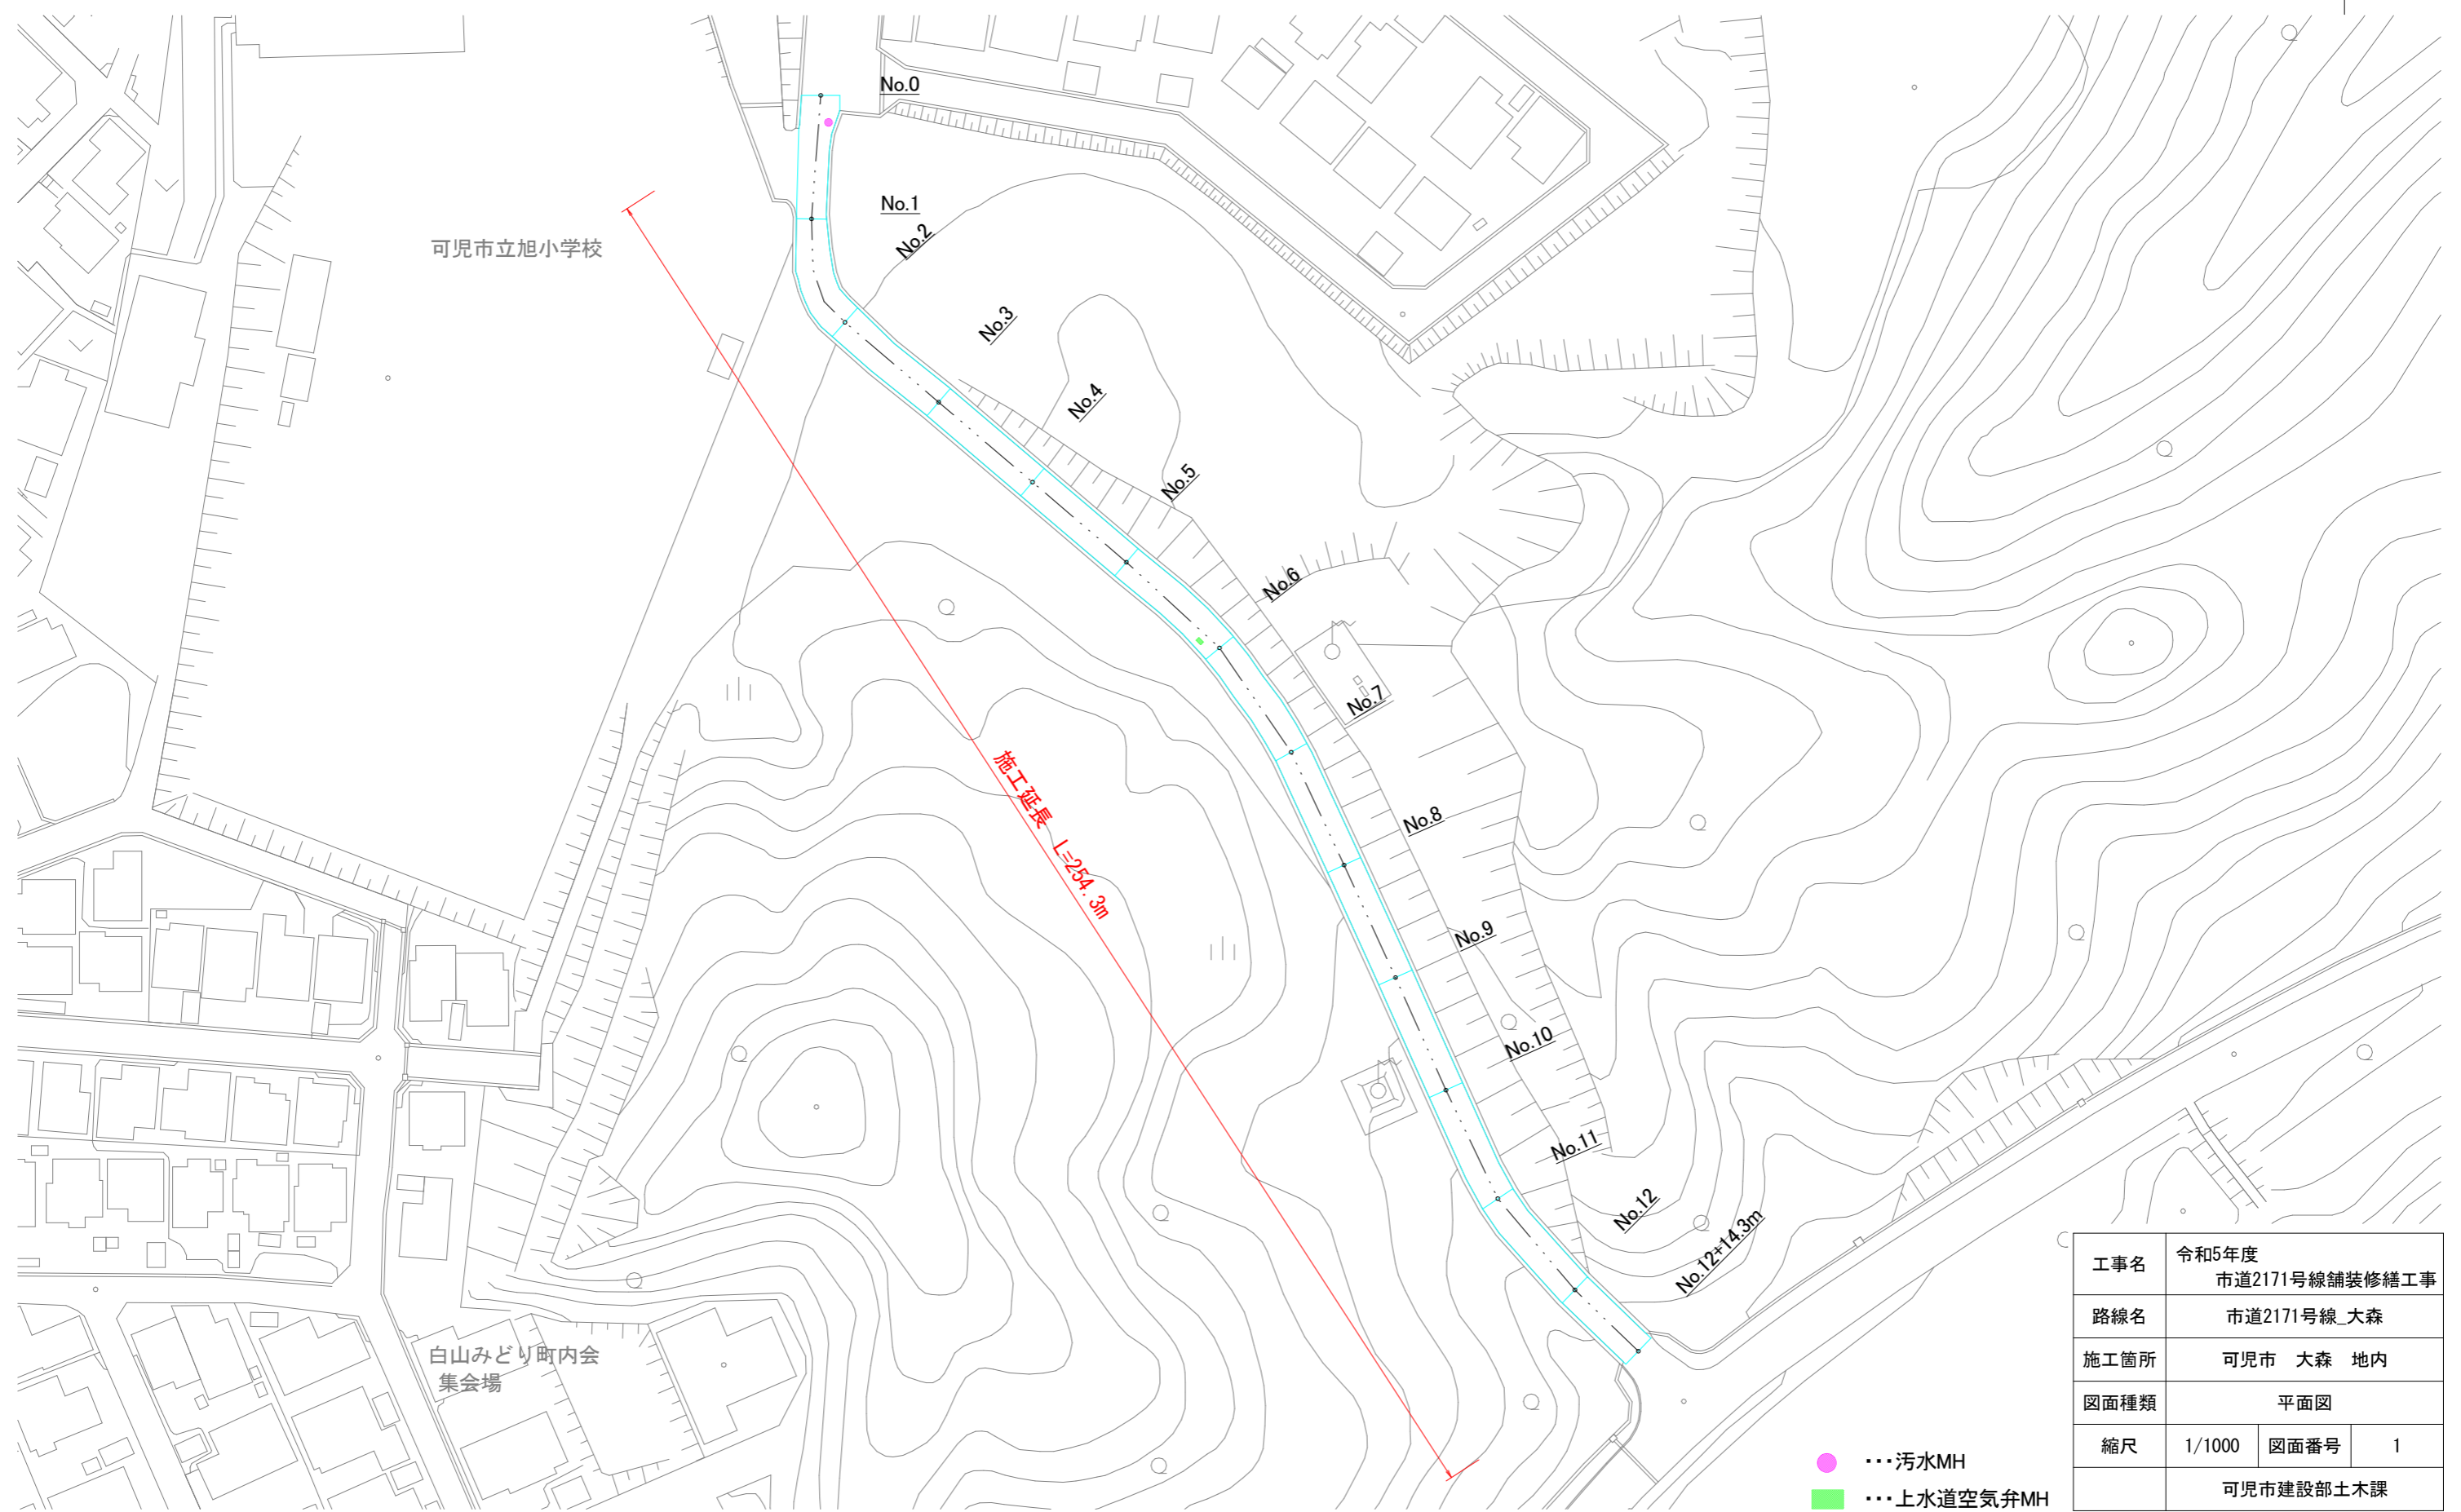 No.0
No.1
No.2
可児市立旭小学校
No.3
No.4
No.5
No.6
No.7
施工延長 L=254.3m
No.8
No.9
No.10
No.11
No.12
No.12+14.3m
白山みどり町内会
集会場
工事名 令和5年度
市道2171号線舗装修繕工事
路線名 市道2171号線_大森
施工箇所 可児市 大森 地内
図面種類 平面図
縮尺 1/1000 図面番号 1
可児市建設部土木課
・・・汚水MH
・・・上水道空気弁MH